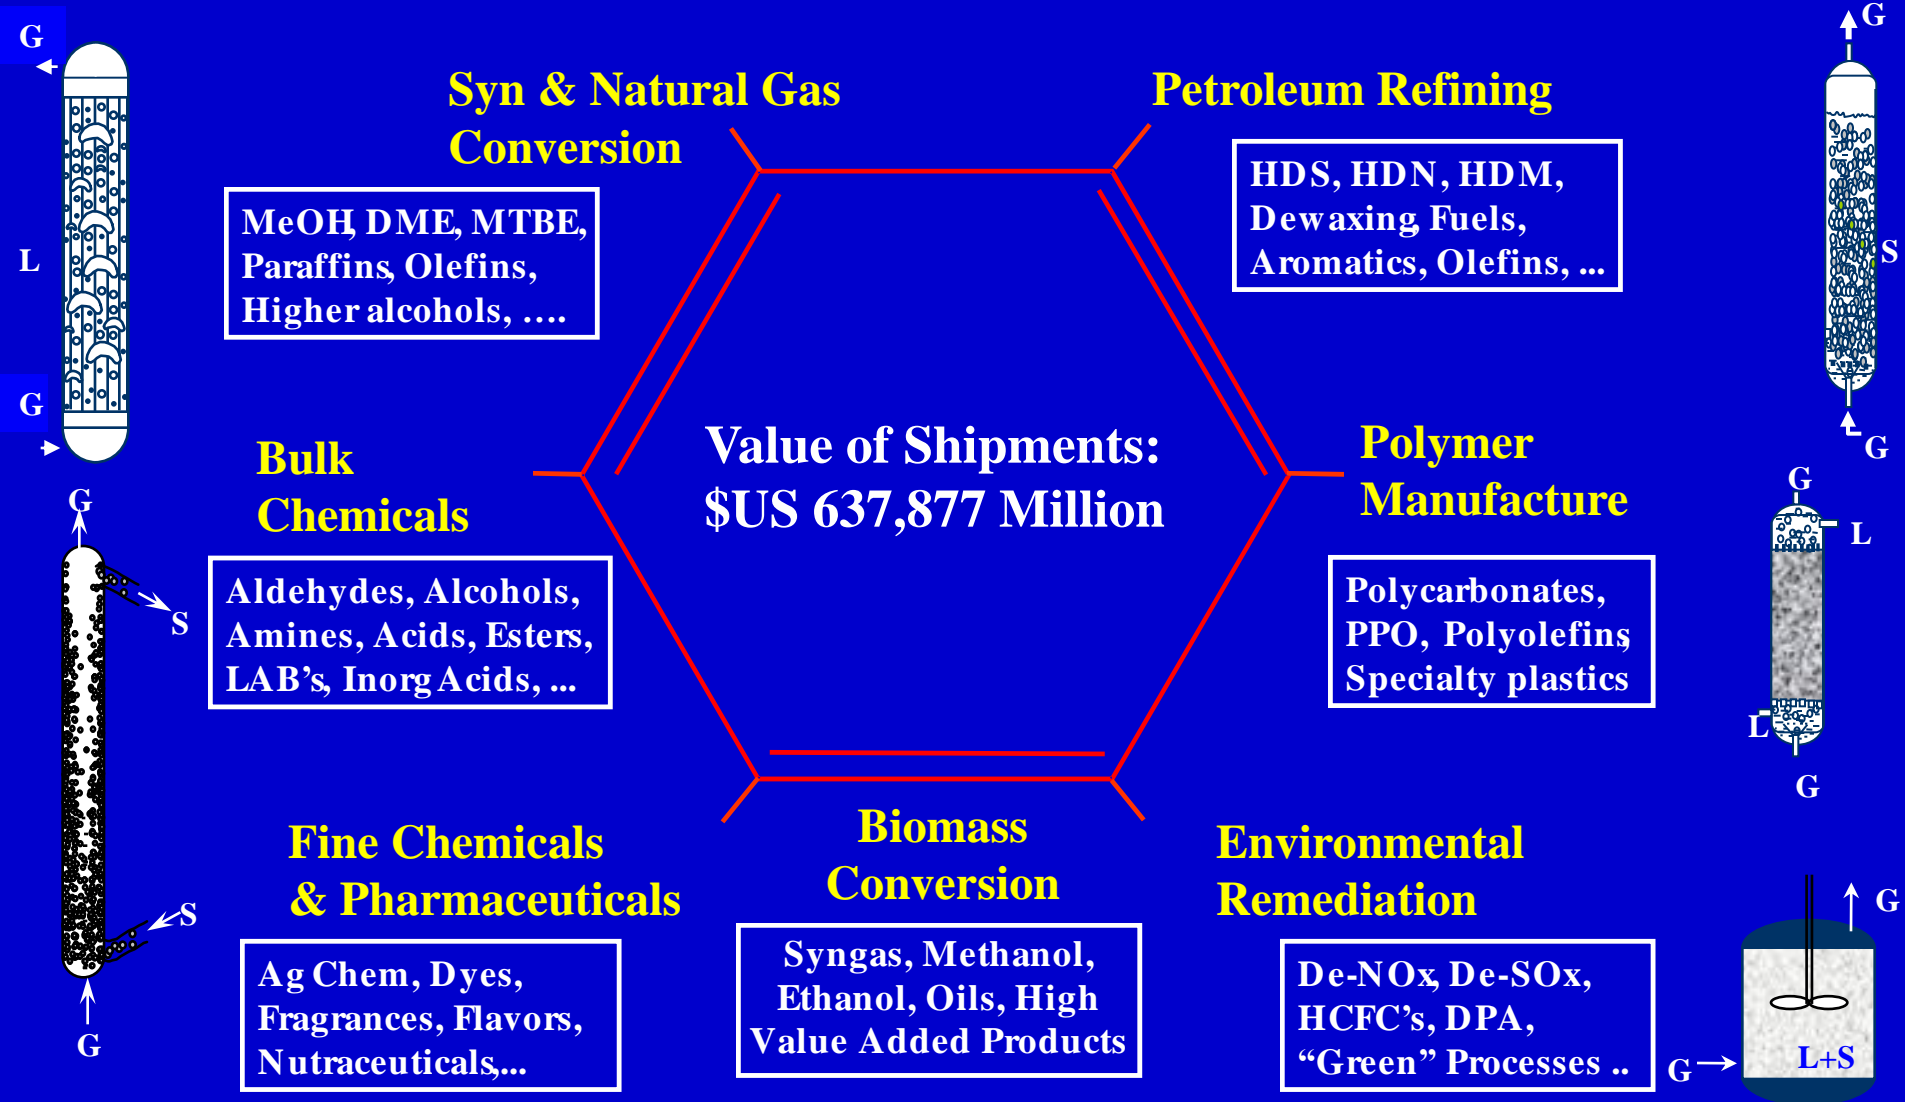 G
G
Syn & Natural Gas
Conversion
Petroleum Refining
MeOH, DME, MTBE,
Paraffins, Olefins,
Higher alcohols, ....
HDS, HDN, HDM,
Dewaxing, Fuels,
Aromatics, Olefins, ...
L
S
G
G
Bulk
Chemicals
Value of Shipments:
$US 637,877 Million
Polymer
Manufacture
G
G
L
Aldehydes, Alcohols,
Amines, Acids, Esters,
LAB's, Inorg Acids, ...
Polycarbonates,
PPO, Polyolefins,
Specialty plastics
S
L
G
Fine Chemicals
& Pharmaceuticals
Biomass
Conversion
Environmental
Remediation
S
G
Ag Chem, Dyes,
Fragrances, Flavors,
Nutraceuticals,...
Syngas, Methanol,
Ethanol, Oils, High
Value Added Products
De-NOx, De-SOx,
HCFC's, DPA,
“Green” Processes ..
G
G
L+S